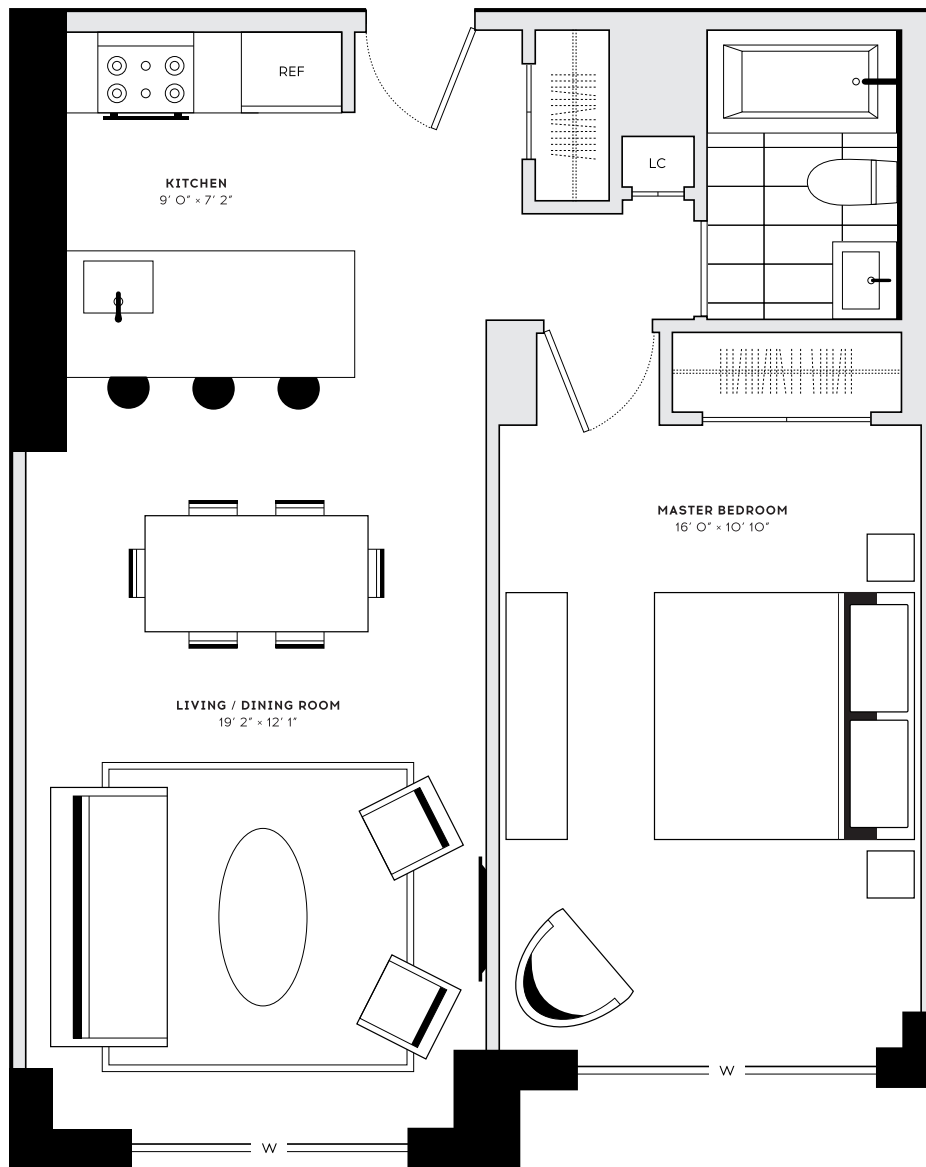 REF
LC
KITCHEN
9' 0" × 7' 2"
MASTER BEDROOM
16' 0" × 10' 10"
LIVING / DINING ROOM
19' 2" × 12' 1"
W
W